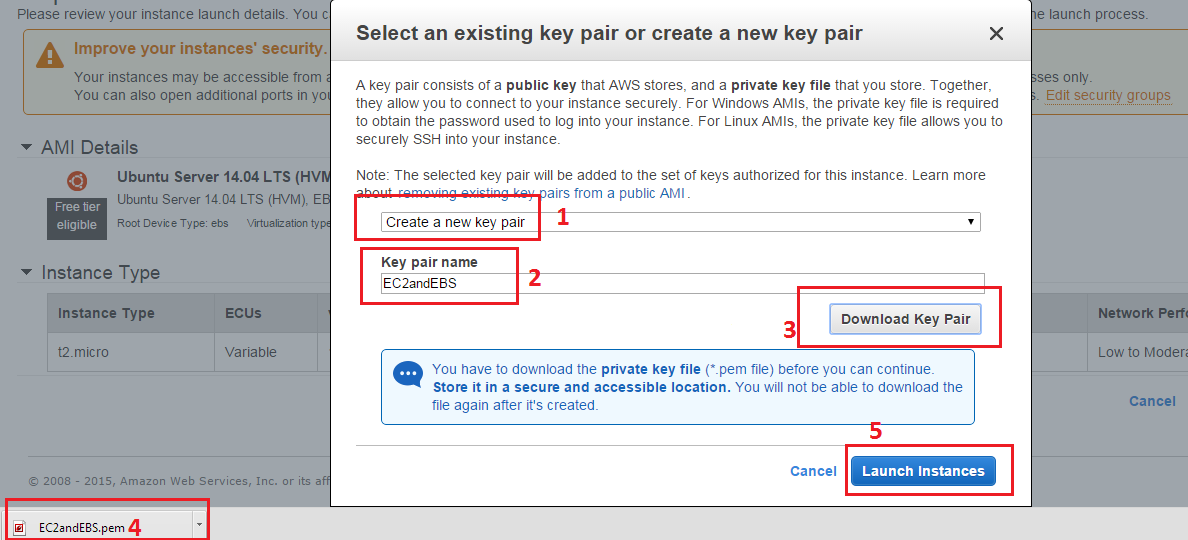 Please review your instance launch details. You c
he launch process.
Improve your instances' security.
Your instances may be accessible from a
sses only.
You can also open additional ports in you
s. Edit security groups
AMI Details
Ubuntu Server 14.04 LTS (HVM
Free tier
eligible
Ubuntu Server 14.04 LTS (HVM), EB
Root Device Type: ebs Virtualization type
Instance Type
Instance Type ECUs Network Perfo
t2.micro Variable Low to Modera
Cancel
© 2008 - 2015, Amazon Web Services, Inc. or its aff
Select an existing key pair or create a new key pair
A key pair consists of a public key that AWS stores, and a private key file that you store. Together,
they allow you to connect to your instance securely. For Windows AMIs, the private key file is required
to obtain the password used to log into your instance. For Linux AMIs, the private key file allows you to
securely SSH into your instance.
Note: The selected key pair will be added to the set of keys authorized for this instance. Learn more
about removing existing key pairs from a public AMI .
Create a new key pair 1
Key pair name
EC2andEBS 2
3 Download Key Pair
You have to download the private key file (*.pem file) before you can continue.
Store it in a secure and accessible location. You will not be able to download the
file again after it's created.
5
Cancel Launch Instances
EC2andEBS.pem 4